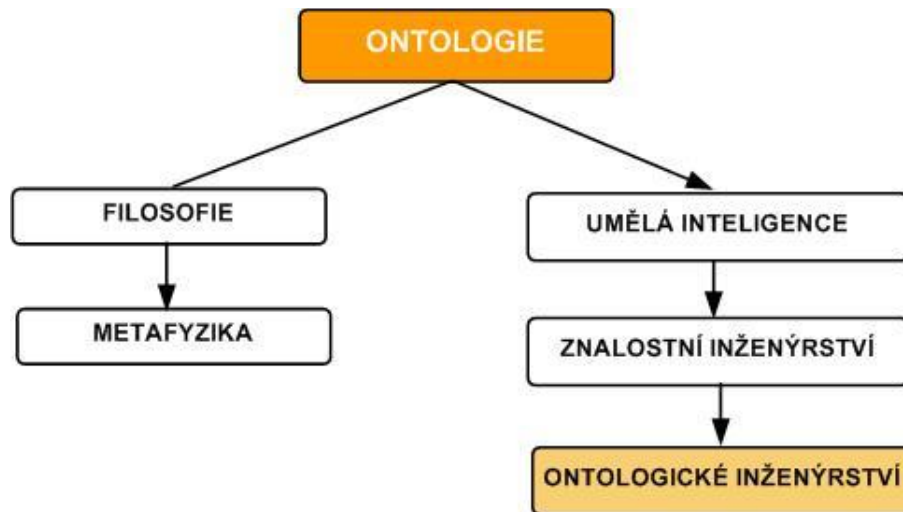 ONTOLOGIE
FILOSOFIE
UMĚLÁ INTELIGENCE
METAFYZIKA
ZNALOSTNÍ INŽENÝRSTVÍ
ONTOLOGICKÉ INŽENÝRSTVÍ